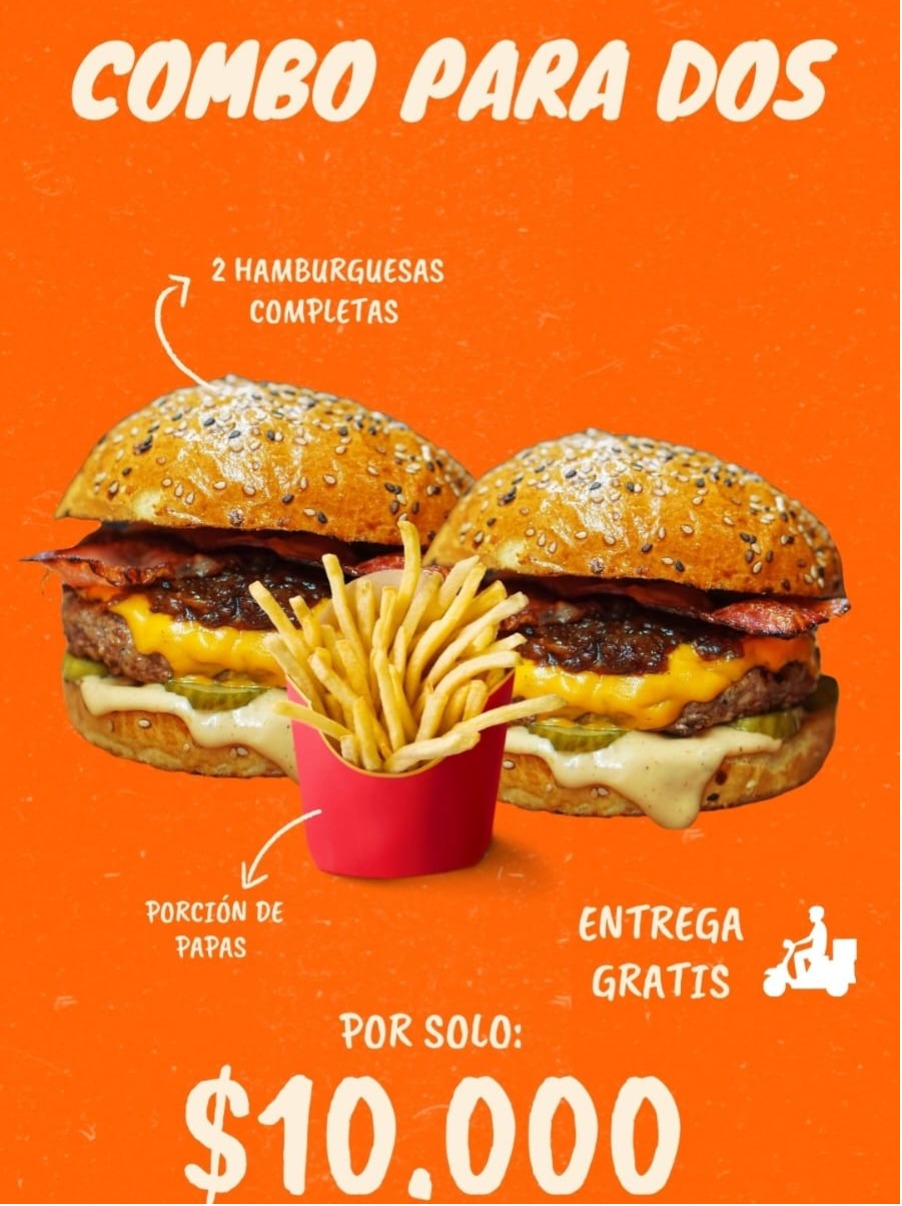 COMBO PARA DOS
2 HAMBURGUESAS
COMPLETAS
PORCIÓN DE
PAPAS
ENTREGA
GRATIS
POR SOLO:
$10.000